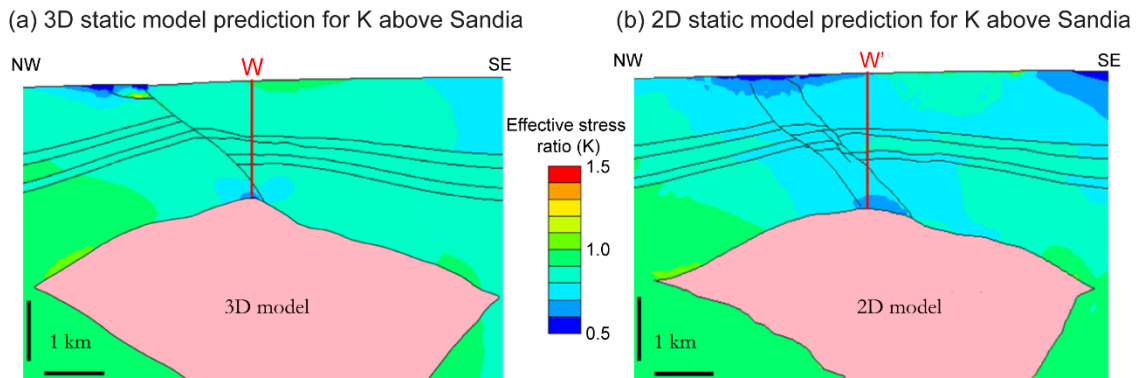 (a) 3D static model prediction for K above Sandia
NW
W
SE
3D model
1 km
Effective stress
ratio (K)
1.5
1.0
0.5
(b) 2D static model prediction for K above Sandia
NW
W'
SE
2D model
1 km